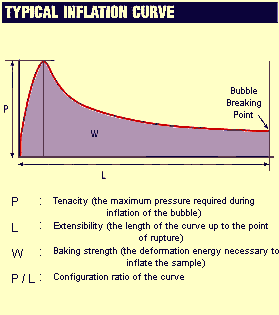 TYPICAL INFLATION CURVE
P
Bubble
Breaking
Point
W
L
P : Tenacity (the maximum pressure required during
inflation of the bubble)
L : Extensibility (the length of the curve up to the point
of rupture)
W : Baking strength (the deformation energy necessary to
inflate the sample)
P / L : Configuration ratio of the curve